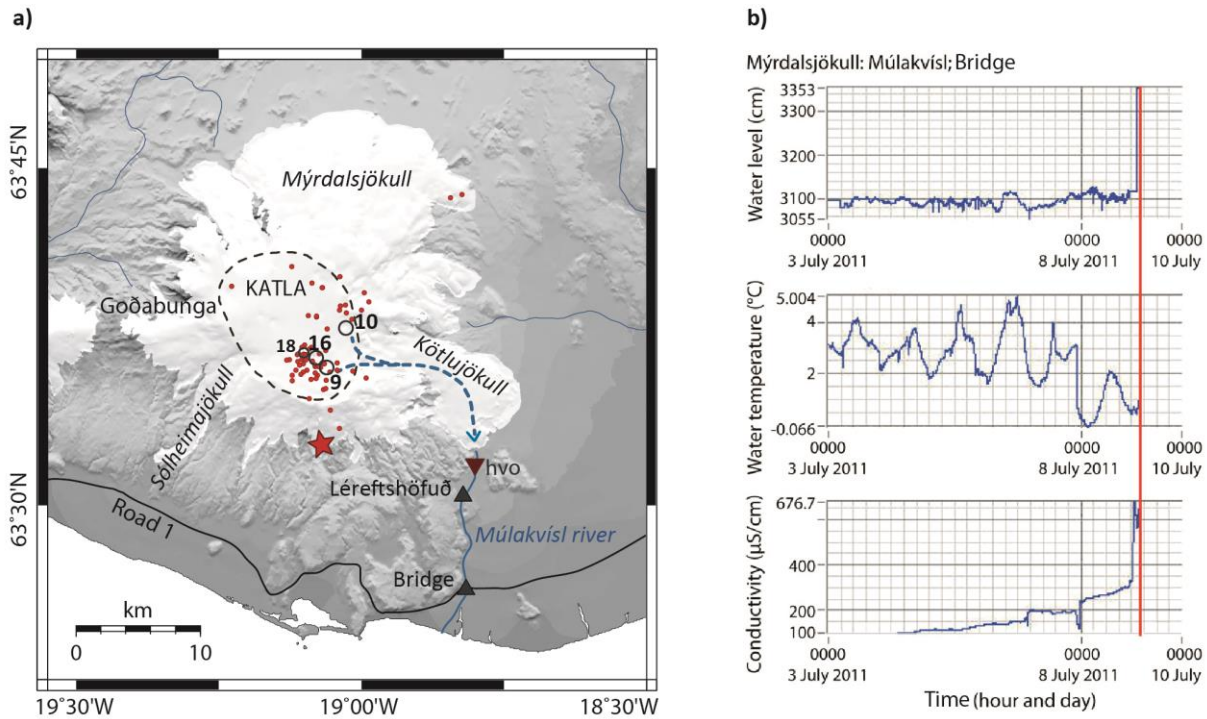 a)
63°45'N
63°30'N
19°30'W
19°00'W
18°30'W
Mýrdalsjökull
KATLA
Goðabunga
10
18
16
9
Kötlujökull
Sólheimajökull
hvo
Léreftshöfuð
Road 1
Múlakvísl river
Bridge
km
0
10
b)
Mýrdalsjökull: Múlakvísl; Bridge
Water level (cm)
3353
3300
3200
3100
3055
0000
0000
0000
3 July 2011
8 July 2011
10 July
Water temperature (°C)
5.004
4
2
-0.066
0000
0000
0000
3 July 2011
8 July 2011
10 July
Conductivity (µS/cm)
676.7
400
200
100
0000
0000
0000
3 July 2011
8 July 2011
10 July
Time (hour and day)